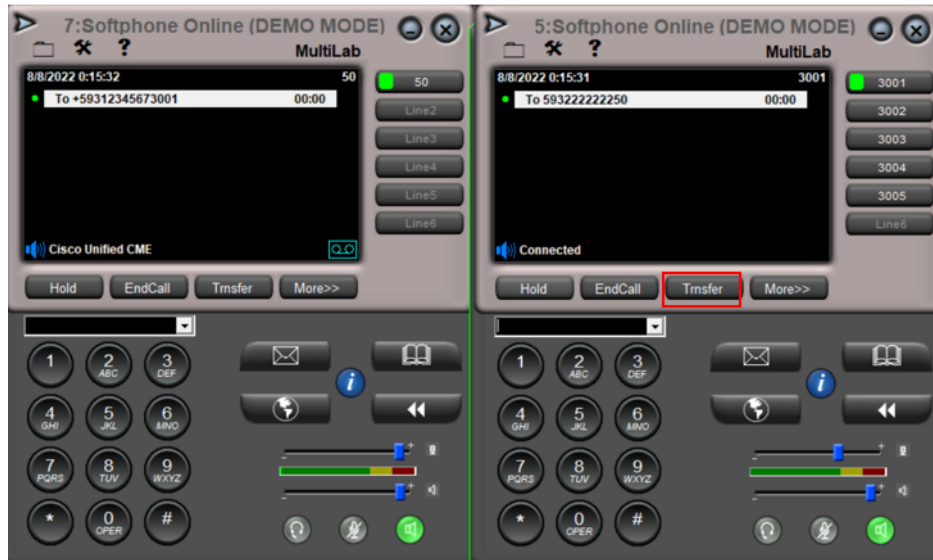 7:Softphone Online (DEMO MODE)
?
MultiLab
8/8/2022 0:15:32 50
To +59312345673001 00:00
Cisco Unified CME
50
Line2
Line3
Line4
Line5
Line6
Hold EndCall Trnsfer More>>
1 2 ABC 3 DEF
4 GHI 5 JKL 6 MNO
7 PQRS 8 TUV 9 WXYZ
* 0 OPER #
i
- +
- +
5:Softphone Online (DEMO MODE)
?
MultiLab
8/8/2022 0:15:31 3001
To 593222222250 00:00
Connected
3001
3002
3003
3004
3005
Line6
Hold EndCall Trnsfer More>>
1 2 ABC 3 DEF
4 GHI 5 JKL 6 MNO
7 PQRS 8 TUV 9 WXYZ
* 0 OPER #
i
- +
- +